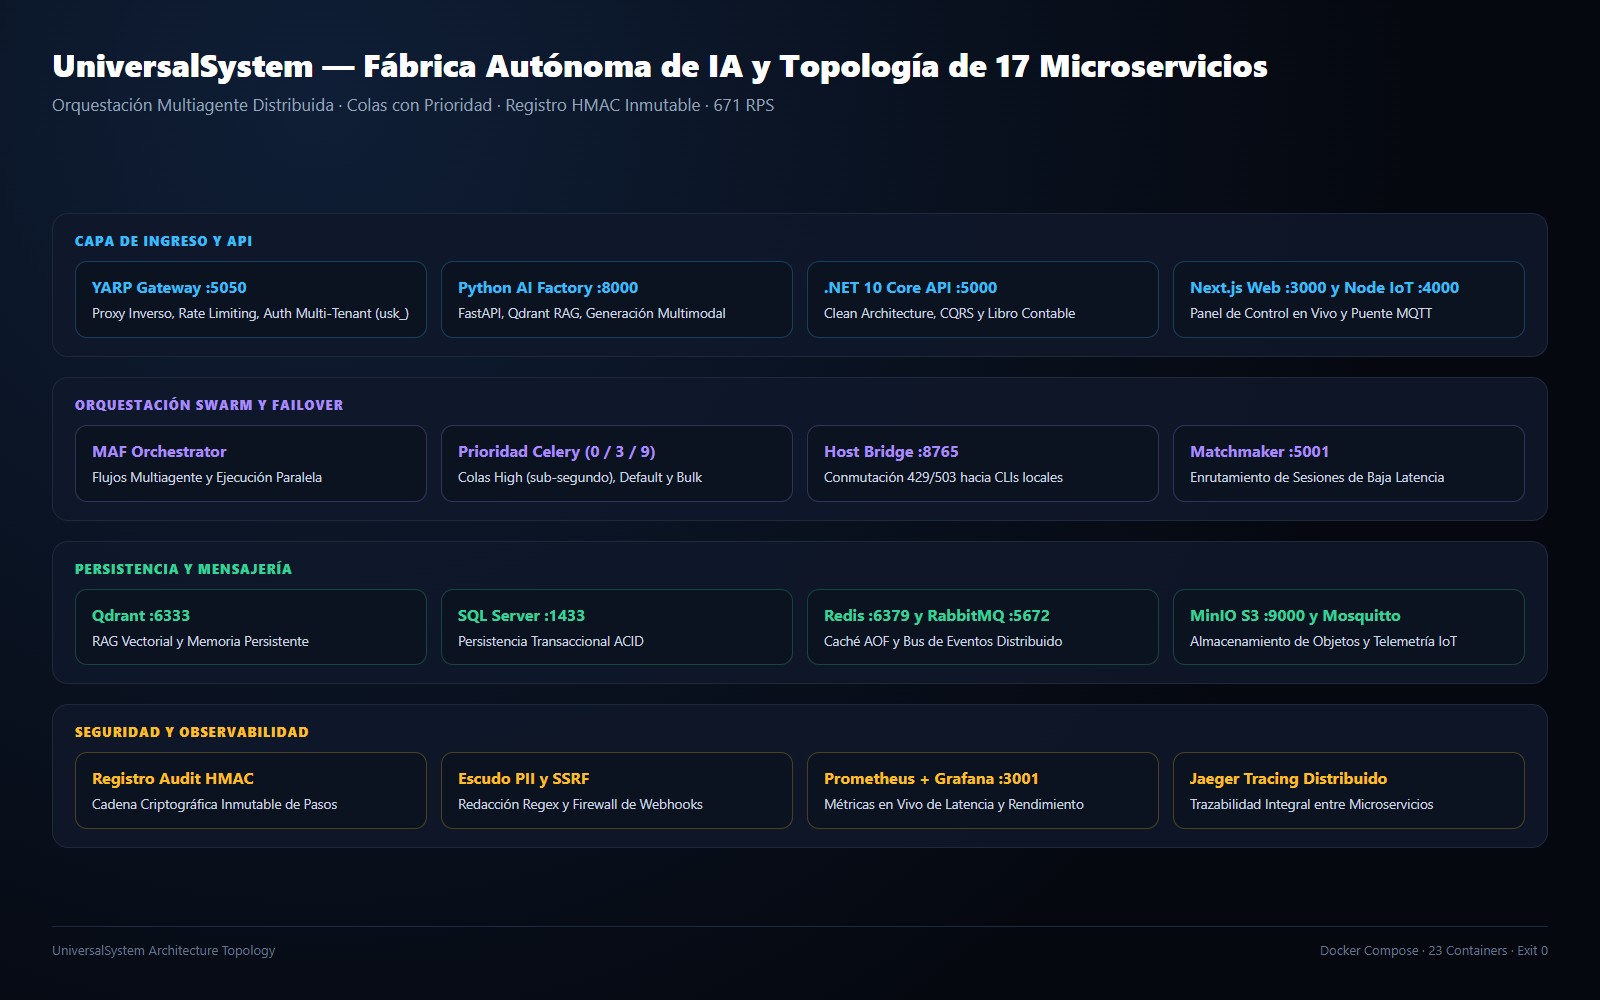 UniversalSystem — Fábrica Autónoma de IA y Topología de 17 Microservicios
Orquestación Multiagente Distribuida · Colas con Prioridad · Registro HMAC Inmutable · 671 RPS
CAPA DE INGRESO Y API
YARP Gateway :5050
Proxy Inverso, Rate Limiting, Auth Multi-Tenant (usk_)
Python AI Factory :8000
FastAPI, Qdrant RAG, Generación Multimodal
.NET 10 Core API :5000
Clean Architecture, CQRS y Libro Contable
Next.js Web :3000 y Node IoT :4000
Panel de Control en Vivo y Puente MQTT
ORQUESTACIÓN SWARM Y FAILOVER
MAF Orchestrator
Flujos Multiagente y Ejecución Paralela
Prioridad Celery (0 / 3 / 9)
Colas High (sub-segundo), Default y Bulk
Host Bridge :8765
Conmutación 429/503 hacia CLIs locales
Matchmaker :5001
Enrutamiento de Sesiones de Baja Latencia
PERSISTENCIA Y MENSAJERÍA
Qdrant :6333
RAG Vectorial y Memoria Persistente
SQL Server :1433
Persistencia Transaccional ACID
Redis :6379 y RabbitMQ :5672
Caché AOF y Bus de Eventos Distribuido
MinIO S3 :9000 y Mosquitto
Almacenamiento de Objetos y Telemetría IoT
SEGURIDAD Y OBSERVABILIDAD
Registro Audit HMAC
Cadena Criptográfica Inmutable de Pasos
Escudo PII y SSRF
Redacción Regex y Firewall de Webhooks
Prometheus + Grafana :3001
Métricas en Vivo de Latencia y Rendimiento
Jaeger Tracing Distribuido
Trazabilidad Integral entre Microservicios
UniversalSystem Architecture Topology
Docker Compose · 23 Containers · Exit 0